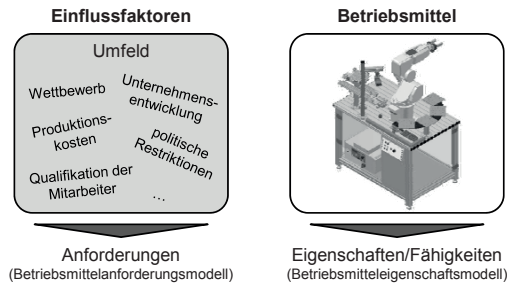 Einflussfaktoren
Umfeld
Wettbewerb
Unternehmens-
entwicklung
Produktions-
kosten
politische
Restriktionen
Qualifikation der
Mitarbeiter
...
Anforderungen
(Betriebsmittelanforderungsmodell)
Betriebsmittel
Eigenschaften/Fähigkeiten
(Betriebsmitteleigenschaftsmodell)